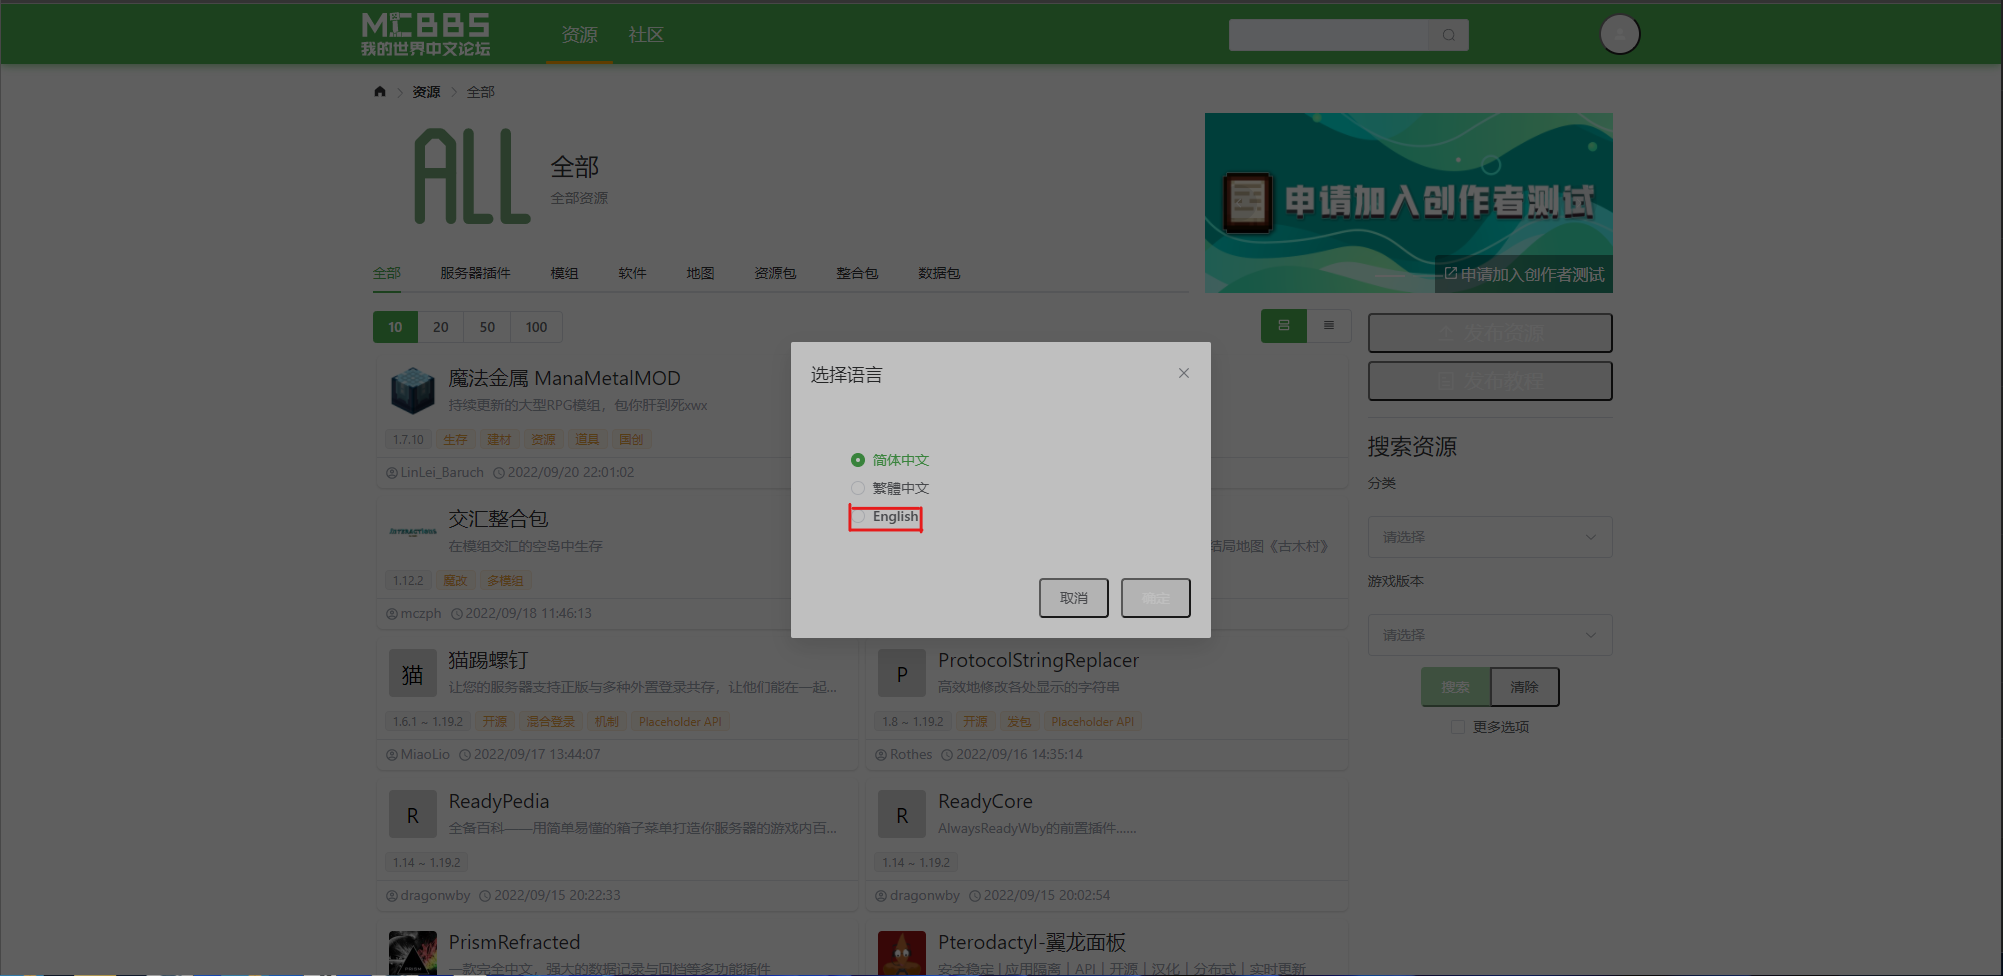 MCBBS
我的世界中文论坛
资源 社区
资源 全部
ALL
全部
全部资源
申请加入创作者测试
申请加入创作者测试
全部 服务器插件 模组 软件 地图 资源包 整合包 数据包
10 20 50 100
发布资源
发布教程
选择语言
简体中文
繁體中文
English
取消 确定
魔法金属 ManaMetalMOD
持续更新的大型RPG模组，包你肝到死xwx
1.7.10 生存 建材 资源 道具 国创
LinLei_Baruch 2022/09/20 22:01:02
交汇整合包
在模组交汇的空岛中生存
1.12.2 魔改 多模组
mczph 2022/09/18 11:46:13
结局地图《古木村》
猫踢螺钉
猫
让您的服务器支持正版与多种外置登录共存，让他们能在一起...
1.6.1 ~ 1.19.2 开源 混合登录 机制 Placeholder API
MiaoLio 2022/09/17 13:44:07
ProtocolStringReplacer
P
高效地修改各处显示的字符串
1.8 ~ 1.19.2 开源 发包 Placeholder API
Rothes 2022/09/16 14:35:14
ReadyPedia
R
全备百科——用简单易懂的箱子菜单打造你服务器的游戏内百...
1.14 ~ 1.19.2
dragonwby 2022/09/15 20:22:33
ReadyCore
R
AlwaysReadyWby的前置插件......
1.14 ~ 1.19.2
dragonwby 2022/09/15 20:02:54
PrismRefracted
一款完全中文，强大的数据记录与回档等多功能插件
Pterodactyl-翼龙面板
安全稳定 | 应用隔离 | API | 开源 | 汉化 | 分布式 | 实时更新
搜索资源
分类
请选择
游戏版本
请选择
搜索 清除
更多选项